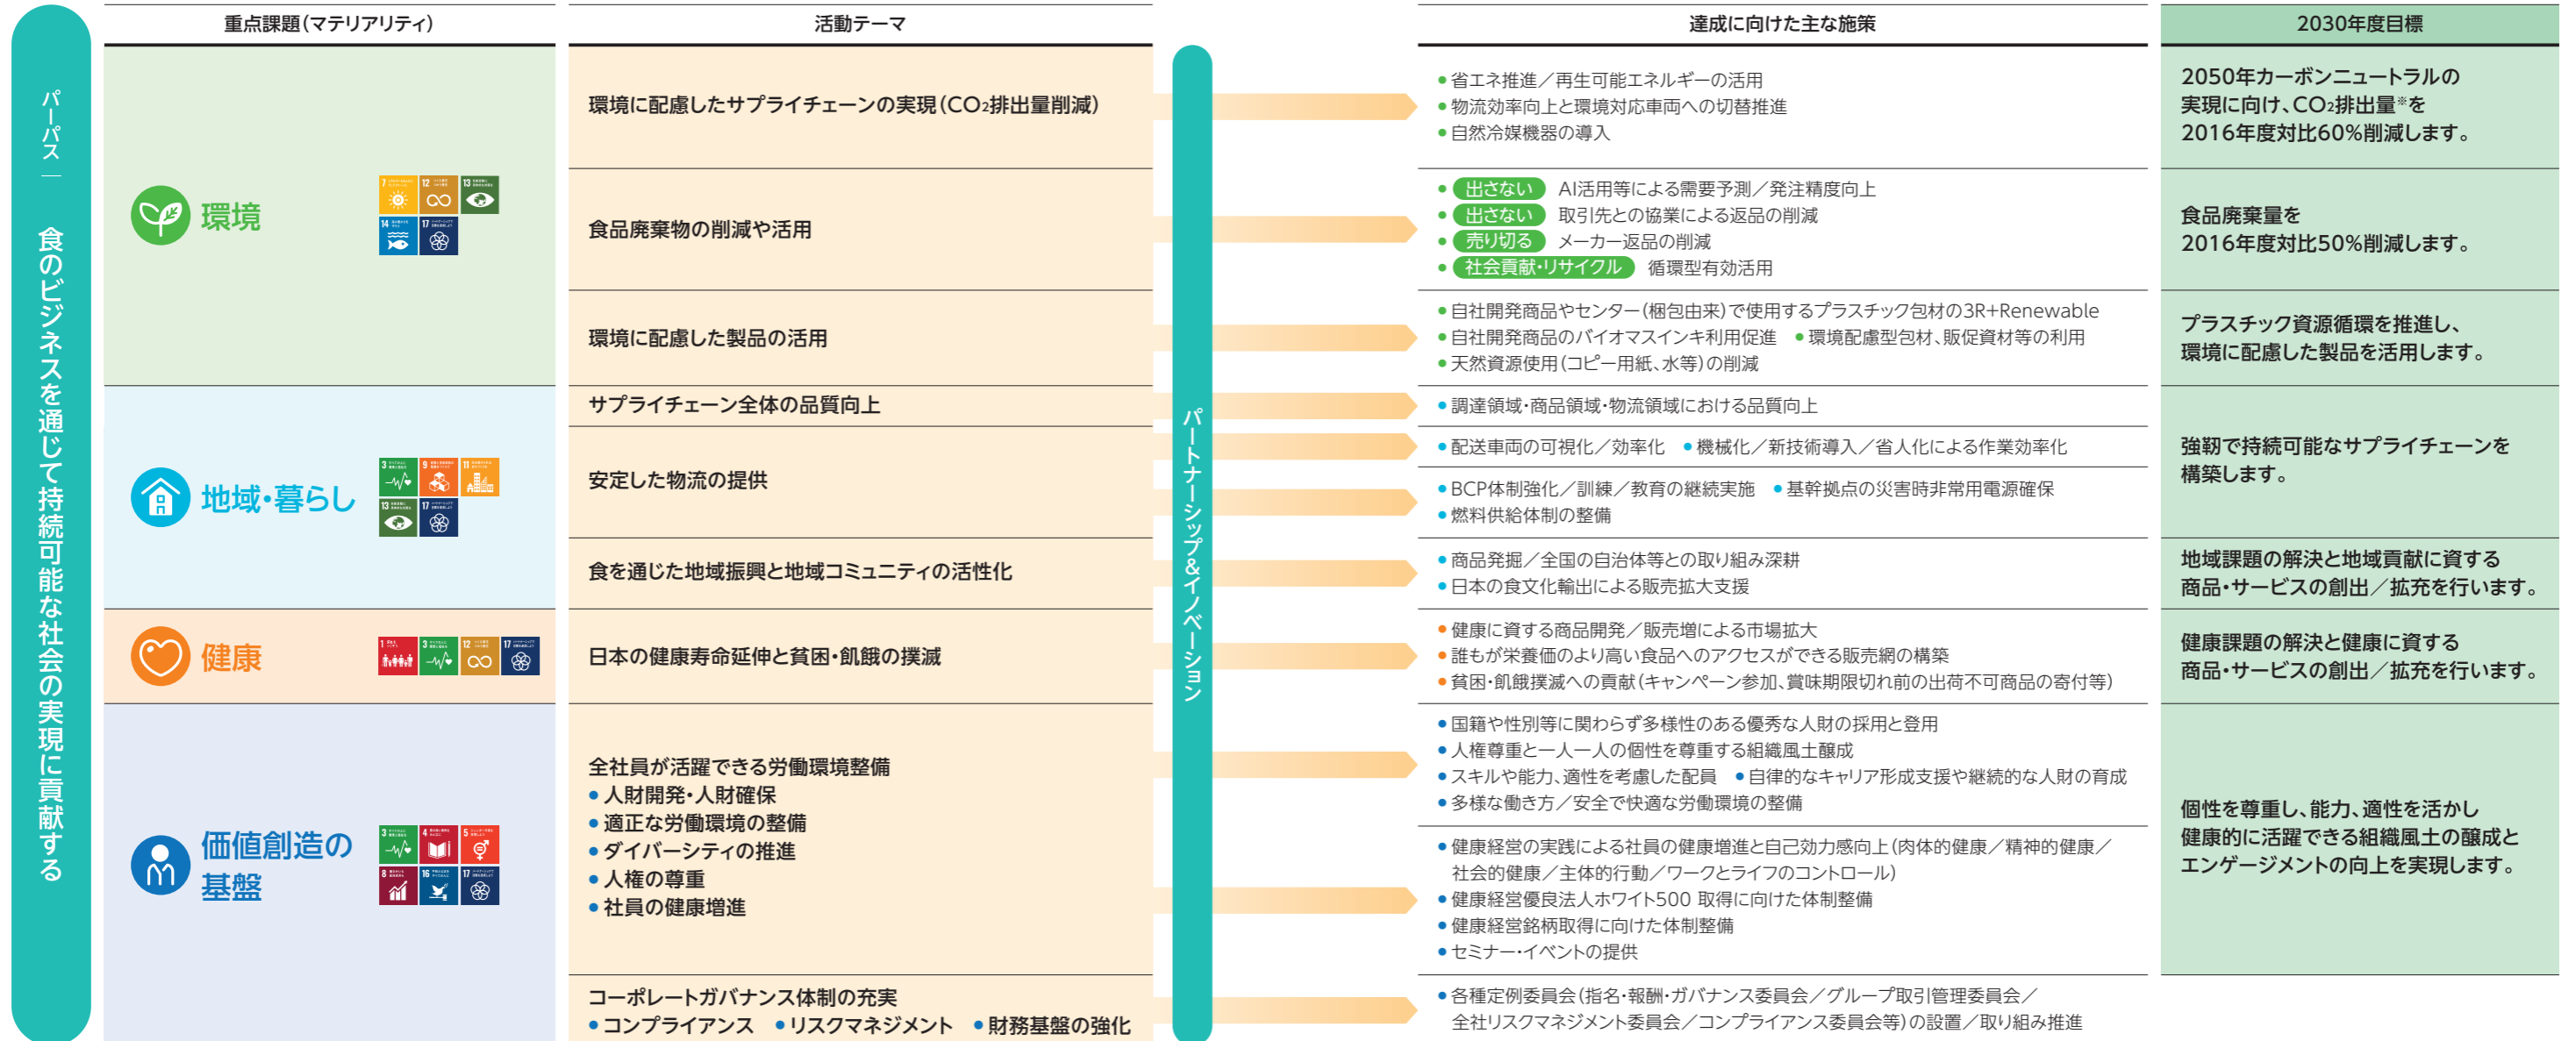 パーパス ― 食のビジネスを通じて持続可能な社会の実現に貢献する
重点課題（マテリアリティ）
活動テーマ
達成に向けた主な施策
2030年度目標
環境
7
12
13
14
17
環境に配慮したサプライチェーンの実現（CO₂排出量削減）
●省エネ推進／再生可能エネルギーの活用
●物流効率向上と環境対応車両への切替推進
●自然冷媒機器の導入
2050年カーボンニュートラルの
実現に向け、CO₂排出量※を
2016年度対比60％削減します。
食品廃棄物の削減や活用
●出さない AI活用等による需要予測／発注精度向上
●出さない 取引先との協業による返品の削減
●売り切る メーカー返品の削減
●社会貢献・リサイクル 循環型有効活用
食品廃棄量を
2016年度対比50％削減します。
環境に配慮した製品の活用
●自社開発商品やセンター（梱包由来）で使用するプラスチック包材の3R+Renewable
●自社開発商品のバイオマスインキ利用促進 ●環境配慮型包材、販促資材等の利用
●天然資源使用（コピー用紙、水等）の削減
プラスチック資源循環を推進し、
環境に配慮した製品を活用します。
地域・暮らし
3
9
11
13
17
サプライチェーン全体の品質向上
●調達領域・商品領域・物流領域における品質向上
安定した物流の提供
●配送車両の可視化／効率化 ●機械化／新技術導入／省人化による作業効率化
●BCP体制強化／訓練／教育の継続実施 ●基幹拠点の災害時非常用電源確保
●燃料供給体制の整備
強靭で持続可能なサプライチェーンを
構築します。
食を通じた地域振興と地域コミュニティの活性化
●商品発掘／全国の自治体等との取り組み深耕
●日本の食文化輸出による販売拡大支援
地域課題の解決と地域貢献に資する
商品・サービスの創出／拡充を行います。
健康
1
3
12
17
日本の健康寿命延伸と貧困・飢餓の撲滅
●健康に資する商品開発／販売増による市場拡大
●誰もが栄養価のより高い食品へのアクセスができる販売網の構築
●貧困・飢餓撲滅への貢献（キャンペーン参加、賞味期限切れ前の出荷不可商品の寄付等）
健康課題の解決と健康に資する
商品・サービスの創出／拡充を行います。
価値創造の
基盤
3
4
5
8
16
17
全社員が活躍できる労働環境整備
●人財開発・人財確保
●適正な労働環境の整備
●ダイバーシティの推進
●人権の尊重
●社員の健康増進
●国籍や性別等に関わらず多様性のある優秀な人財の採用と登用
●人権尊重と一人一人の個性を尊重する組織風土醸成
●スキルや能力、適性を考慮した配員 ●自律的なキャリア形成支援や継続的な人財の育成
●多様な働き方／安全で快適な労働環境の整備
●健康経営の実践による社員の健康増進と自己効力感向上（肉体的健康／精神的健康／
社会的健康／主体的行動／ワークとライフのコントロール）
●健康経営優良法人ホワイト500 取得に向けた体制整備
●健康経営銘柄取得に向けた体制整備
●セミナー・イベントの提供
個性を尊重し、能力、適性を活かし
健康的に活躍できる組織風土の醸成と
エンゲージメントの向上を実現します。
コーポレートガバナンス体制の充実
●コンプライアンス ●リスクマネジメント ●財務基盤の強化
●各種定例委員会（指名・報酬・ガバナンス委員会／グループ取引管理委員会／
全社リスクマネジメント委員会／コンプライアンス委員会等）の設置／取り組み推進
パートナーシップ＆イノベーション